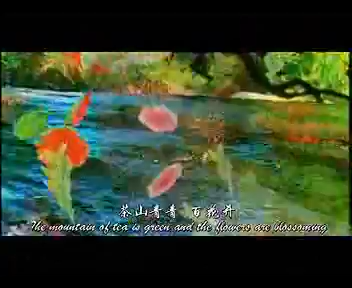 茶山青青 百花开
The mountain of tea is green and the flowers are blossoming